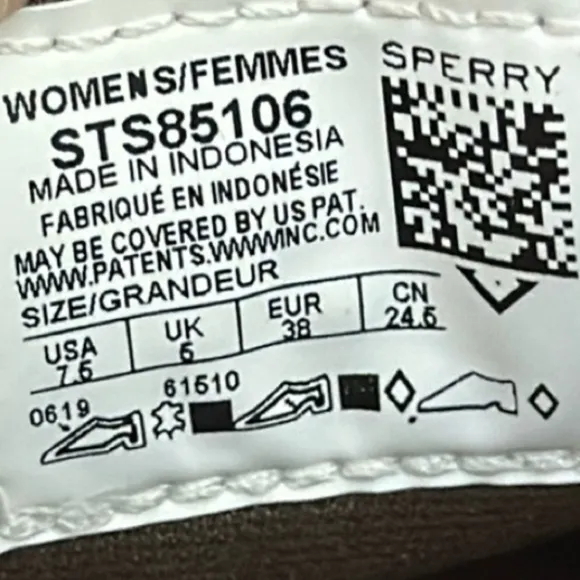 WOMENS/FEMMES
SPERRY
STS85106
MADE IN INDONESIA
FABRIQUÉ EN INDONÉSIE
MAY BE COVERED BY US PAT.
WWW.PATENTS.WWWINC.COM
SIZE/GRANDEUR
USA UK EUR CN
7.5 5 38 24.5
0619 61510